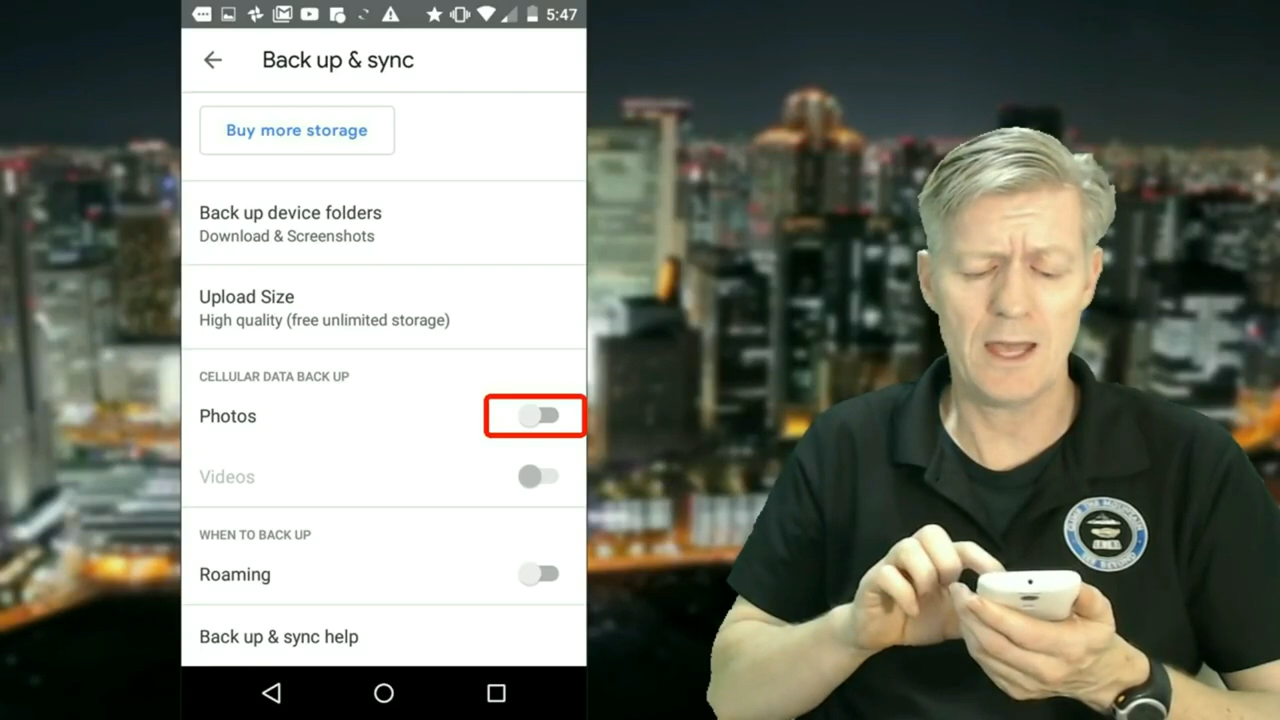 5:47
Back up & sync
Buy more storage
Back up device folders
Download & Screenshots
Upload Size
High quality (free unlimited storage)
CELLULAR DATA BACK UP
Photos
Videos
WHEN TO BACK UP
Roaming
Back up & sync help